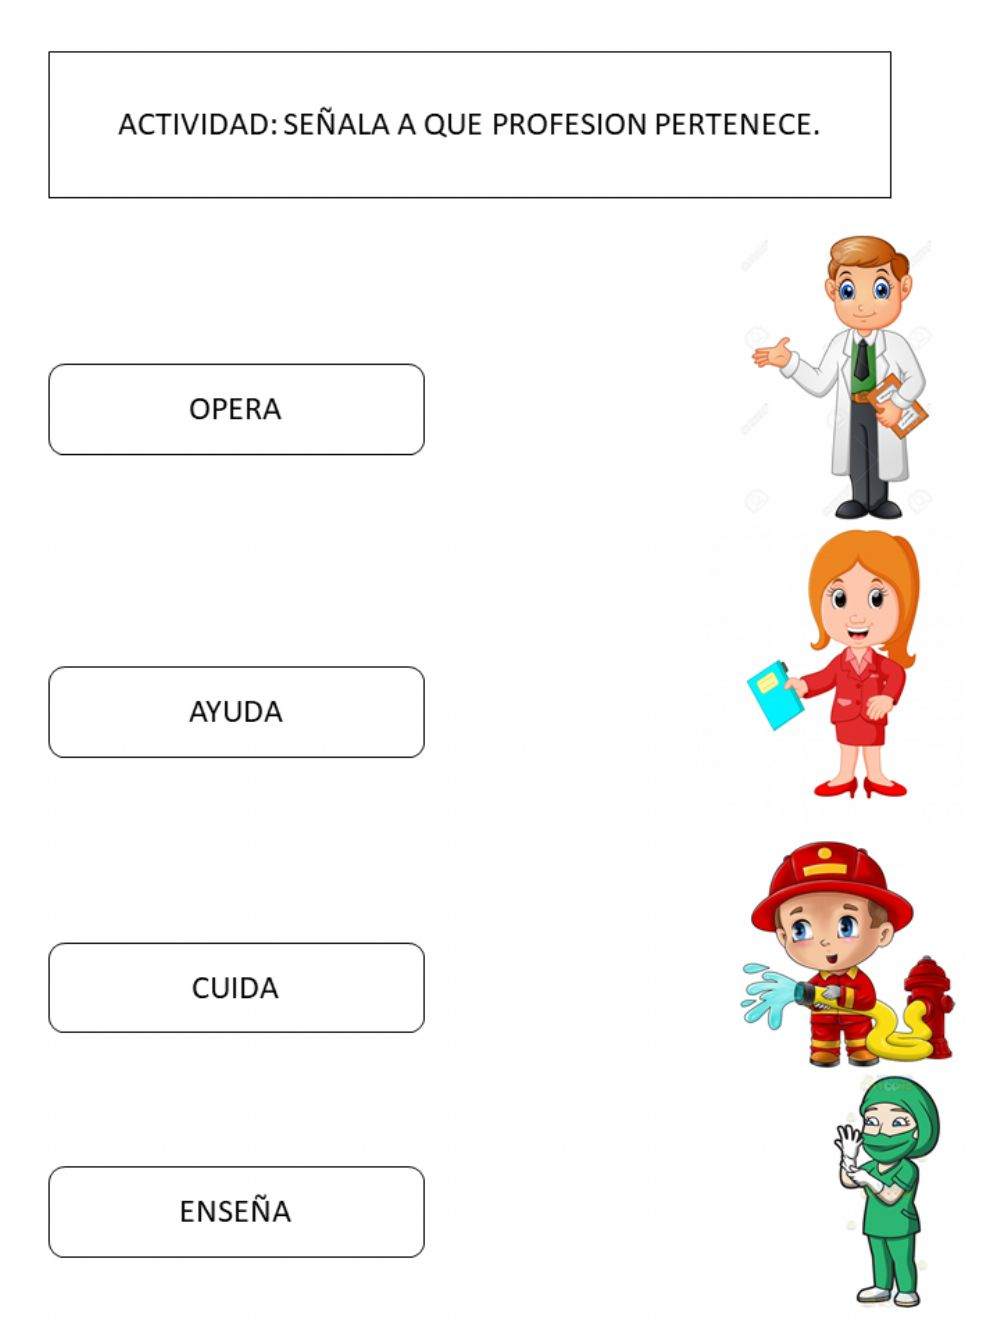 ACTIVIDAD: SEÑALA A QUE PROFESION PERTENECE.
OPERA
AYUDA
CUIDA
ENSEÑA